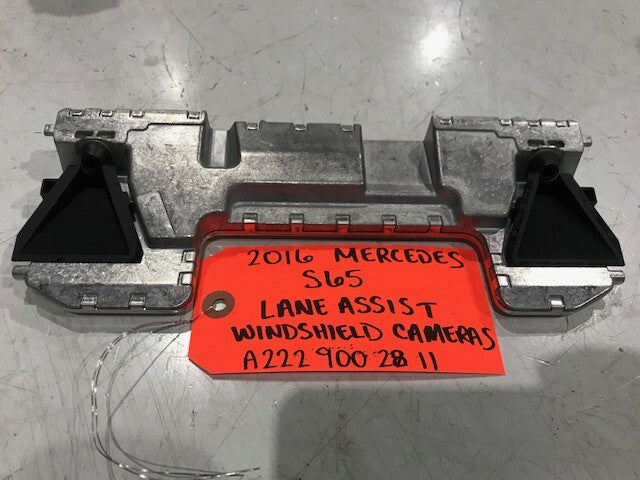 2016 MERCEDES
S65
LANE ASSIST
WINDSHIELD CAMERAS
A222 900 28 11